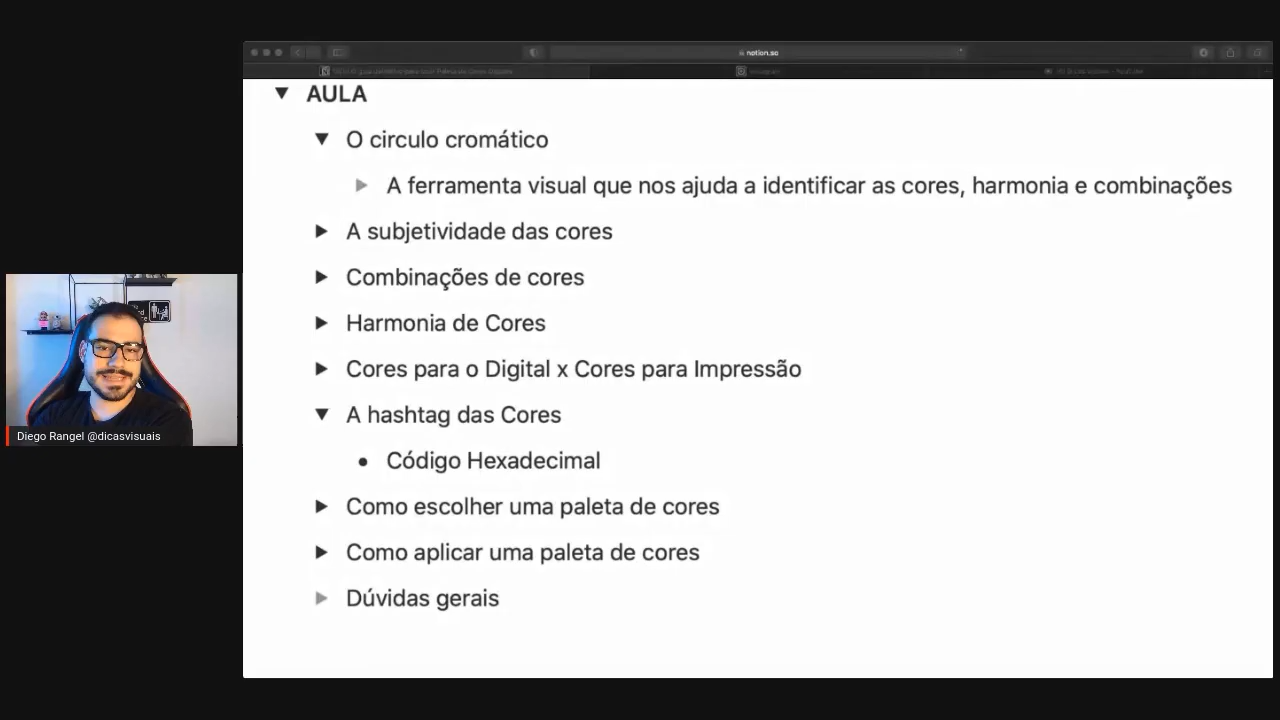 notion.so
AULA
O circulo cromático
A ferramenta visual que nos ajuda a identificar as cores, harmonia e combinações
A subjetividade das cores
Combinações de cores
Harmonia de Cores
Cores para o Digital x Cores para Impressão
A hashtag das Cores
Código Hexadecimal
Como escolher uma paleta de cores
Como aplicar uma paleta de cores
Dúvidas gerais
Diego Rangel @dicasvisuais